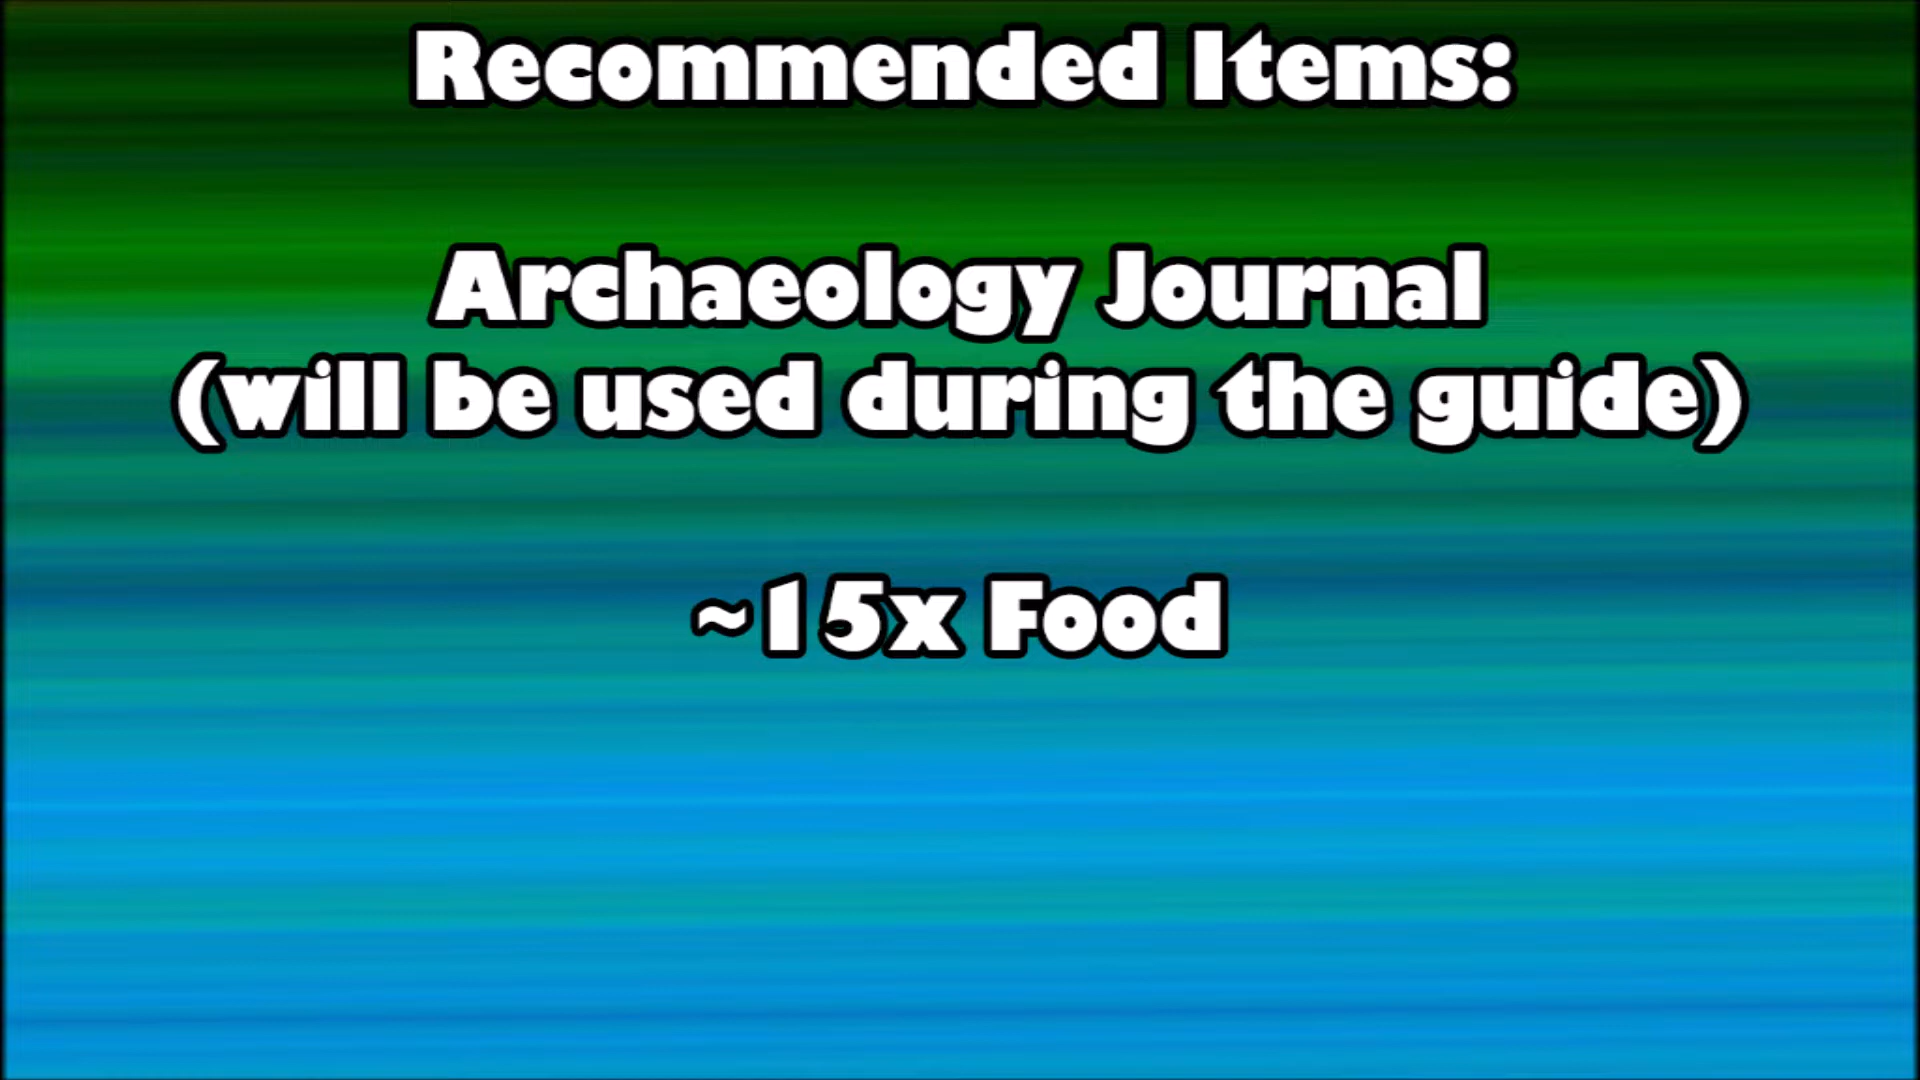 Recommended Items:
Archaeology Journal
(will be used during the guide)
~15x Food